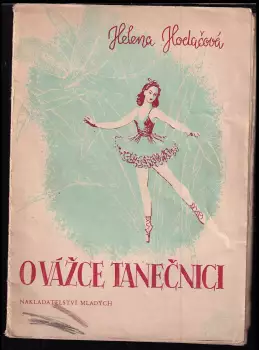 Helena Hodačová
O VÁŽCE TANEČNICI
NAKLADATELSTVÍ MLADÝCH